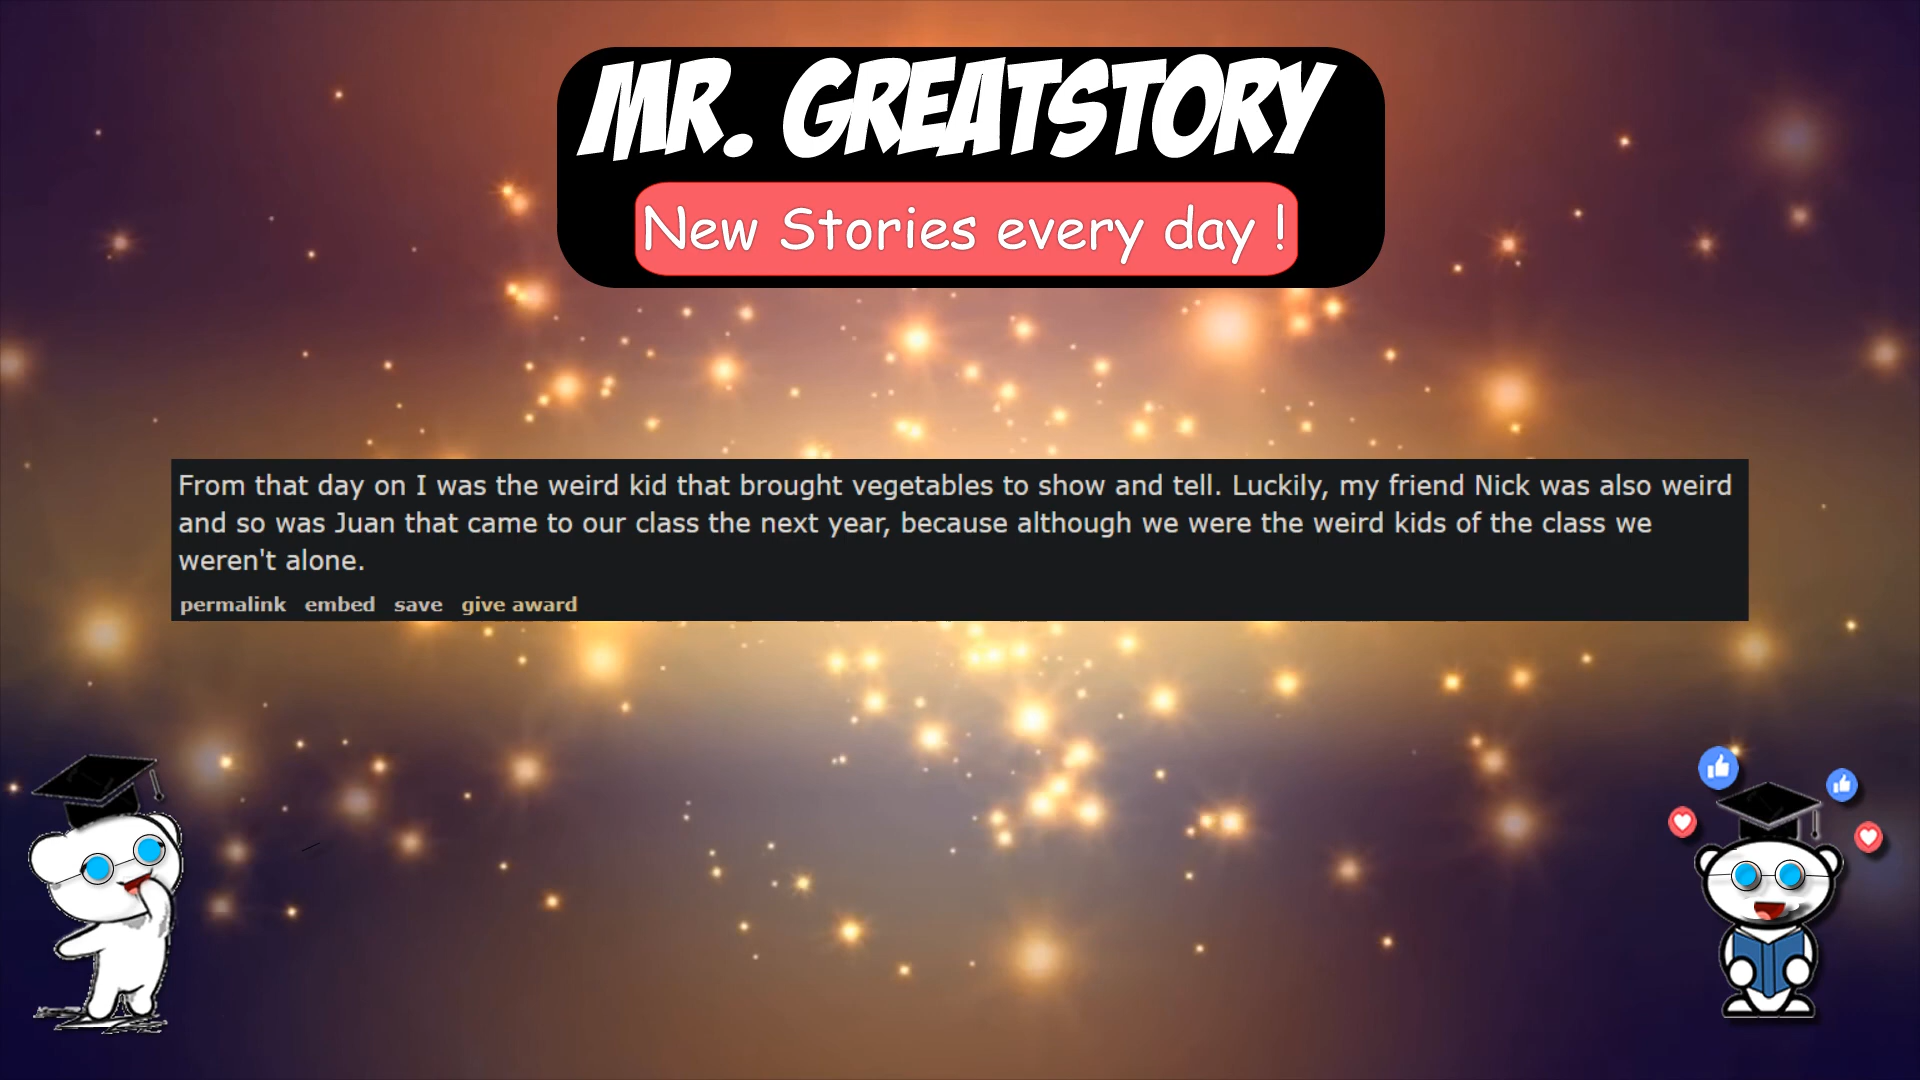 MR. GREATSTORY
New Stories every day !
From that day on I was the weird kid that brought vegetables to show and tell. Luckily, my friend Nick was also weird
and so was Juan that came to our class the next year, because although we were the weird kids of the class we
weren't alone.
permalink embed save give award